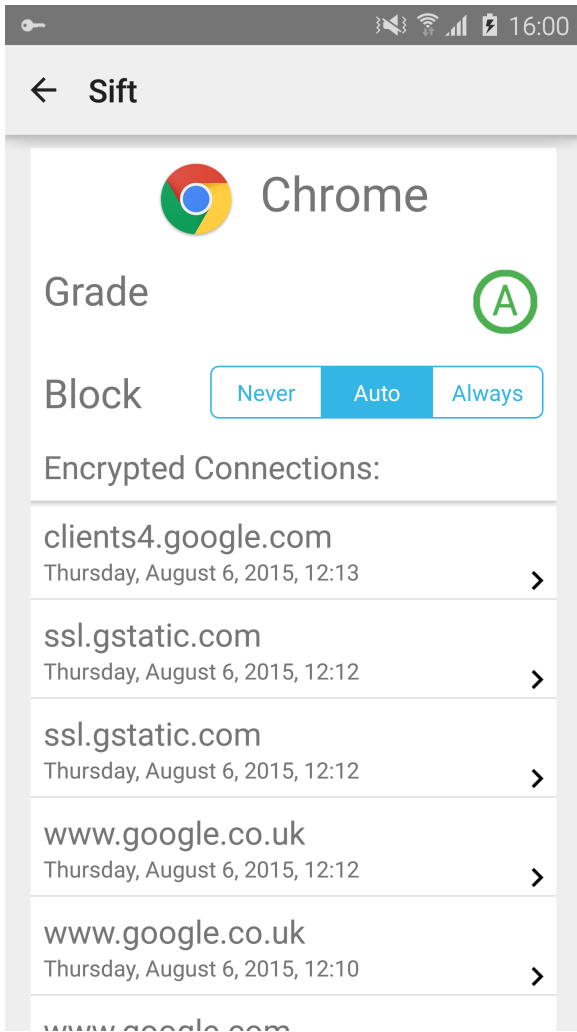 16:00
Sift
Chrome
Grade
A
Block
Never
Auto
Always
Encrypted Connections:
clients4.google.com
Thursday, August 6, 2015, 12:13
ssl.gstatic.com
Thursday, August 6, 2015, 12:12
ssl.gstatic.com
Thursday, August 6, 2015, 12:12
www.google.co.uk
Thursday, August 6, 2015, 12:12
www.google.co.uk
Thursday, August 6, 2015, 12:10
www.google.com